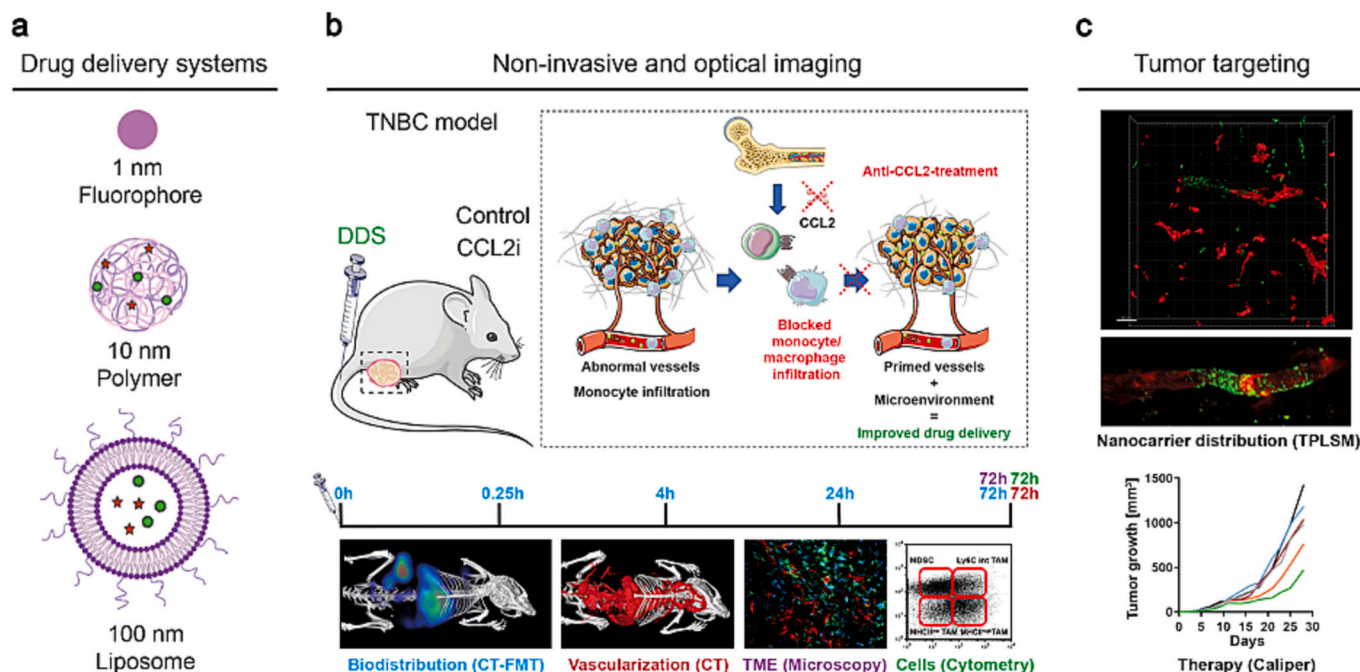 a
Drug delivery systems
1 nm
Fluorophore
10 nm
Polymer
100 nm
Liposome
b
Non-invasive and optical imaging
TNBC model
DDS
Control
CCL2i
Anti-CCL2-treatment
CCL2
Abnormal vessels
Monocyte infiltration
Blocked
monocyte/
macrophage
infiltration
Primed vessels
+
Microenvironment
=
Improved drug delivery
72h 72h
0h 0.25h 4h 24h 72h 72h
MDSC Ly6C int TAM
Biodistribution (CT-FMT) Vascularization (CT) TME (Microscopy) Cells (Cytometry)
c
Tumor targeting
Nanocarrier distribution (TPLSM)
Tumor growth [mm³]
1500
1000
500
0
0 5 10 15 20 25 30
Days
Therapy (Caliper)